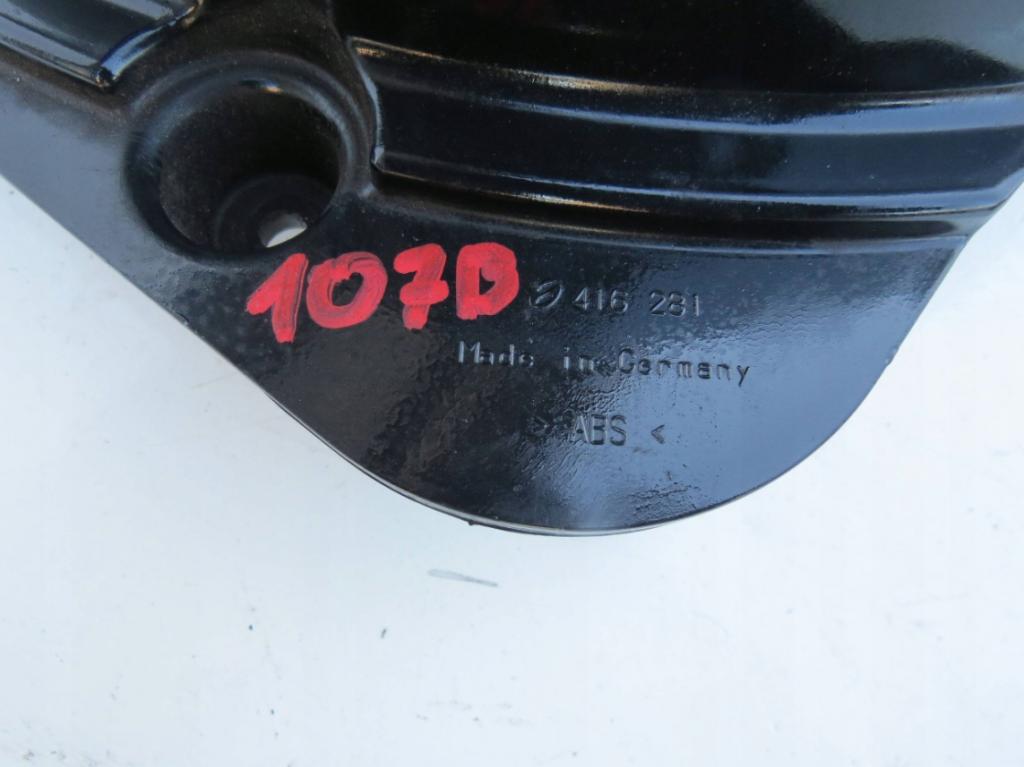 107D 416 281
Made in Germany
> ABS <